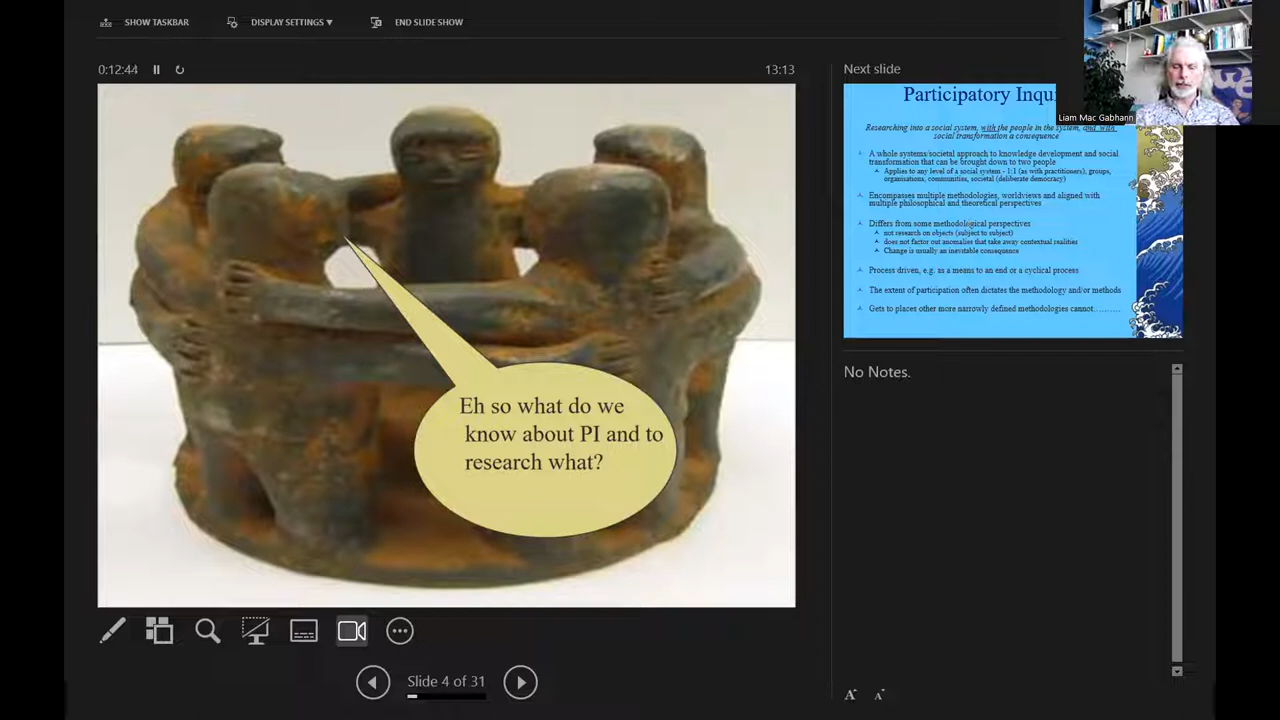 SHOW TASKBAR
DISPLAY SETTINGS ▼
END SLIDE SHOW
0:12:44
13:13
Eh so what do we
know about PI and to
research what?
Slide 4 of 31
Next slide
Participatory Inqu
Researching into a social system, with the people in the system, and with
social transformation a consequence
A whole systems/societal approach to knowledge development and social
transformation that can be brought down to two people
Applies to any level of a social system - 1:1 (as with practitioners), groups,
organisations, communities, societal (deliberate democracy)
Encompasses multiple methodologies, worldviews and aligned with
multiple philosophical and theoretical perspectives
Differs from some methodological perspectives
not research on objects (subject to subject)
does not factor out anomalies that take away contextual realities
Change is usually an inevitable consequence
Process driven, e.g. as a means to an end or a cyclical process
The extent of participation often dictates the methodology and/or methods
Gets to places other more narrowly defined methodologies cannot………
Liam Mac Gabhann
No Notes.
A A